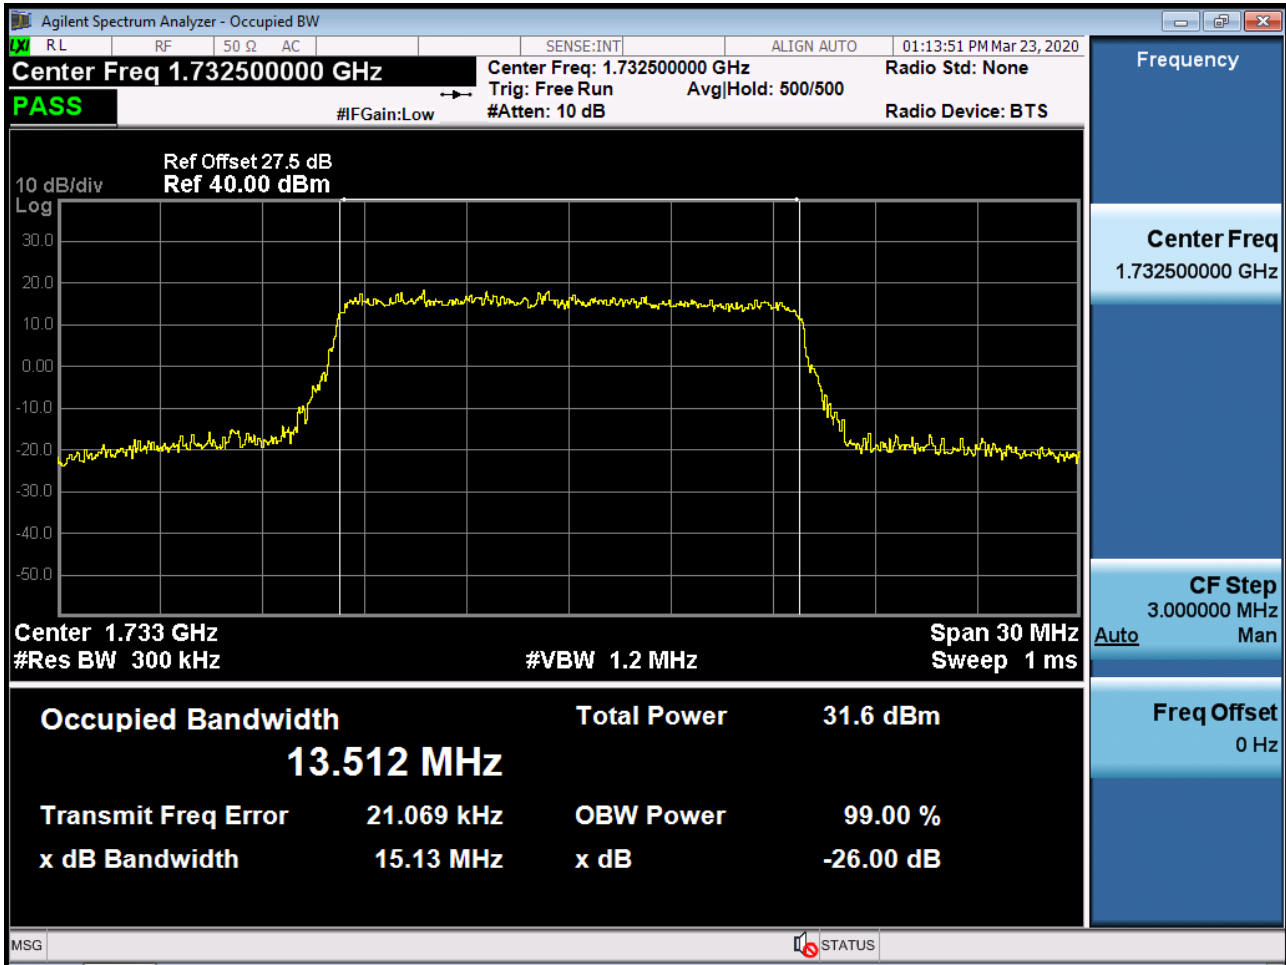 Agilent Spectrum Analyzer - Occupied BW
LXI RL RF 50 Ω AC SENSE:INT ALIGN AUTO 01:13:51 PM Mar 23, 2020
Center Freq 1.732500000 GHz
Center Freq: 1.732500000 GHz
Radio Std: None
Trig: Free Run Avg|Hold: 500/500
PASS
#IFGain:Low
#Atten: 10 dB
Radio Device: BTS
Ref Offset 27.5 dB
10 dB/div Ref 40.00 dBm
Log
30.0
20.0
10.0
0.00
-10.0
-20.0
-30.0
-40.0
-50.0
Center 1.733 GHz Span 30 MHz
#Res BW 300 kHz #VBW 1.2 MHz Sweep 1 ms
Occupied Bandwidth Total Power 31.6 dBm
13.512 MHz
Transmit Freq Error 21.069 kHz OBW Power 99.00 %
x dB Bandwidth 15.13 MHz x dB -26.00 dB
MSG STATUS
Frequency
Center Freq
1.732500000 GHz
CF Step
3.000000 MHz
Auto Man
Freq Offset
0 Hz